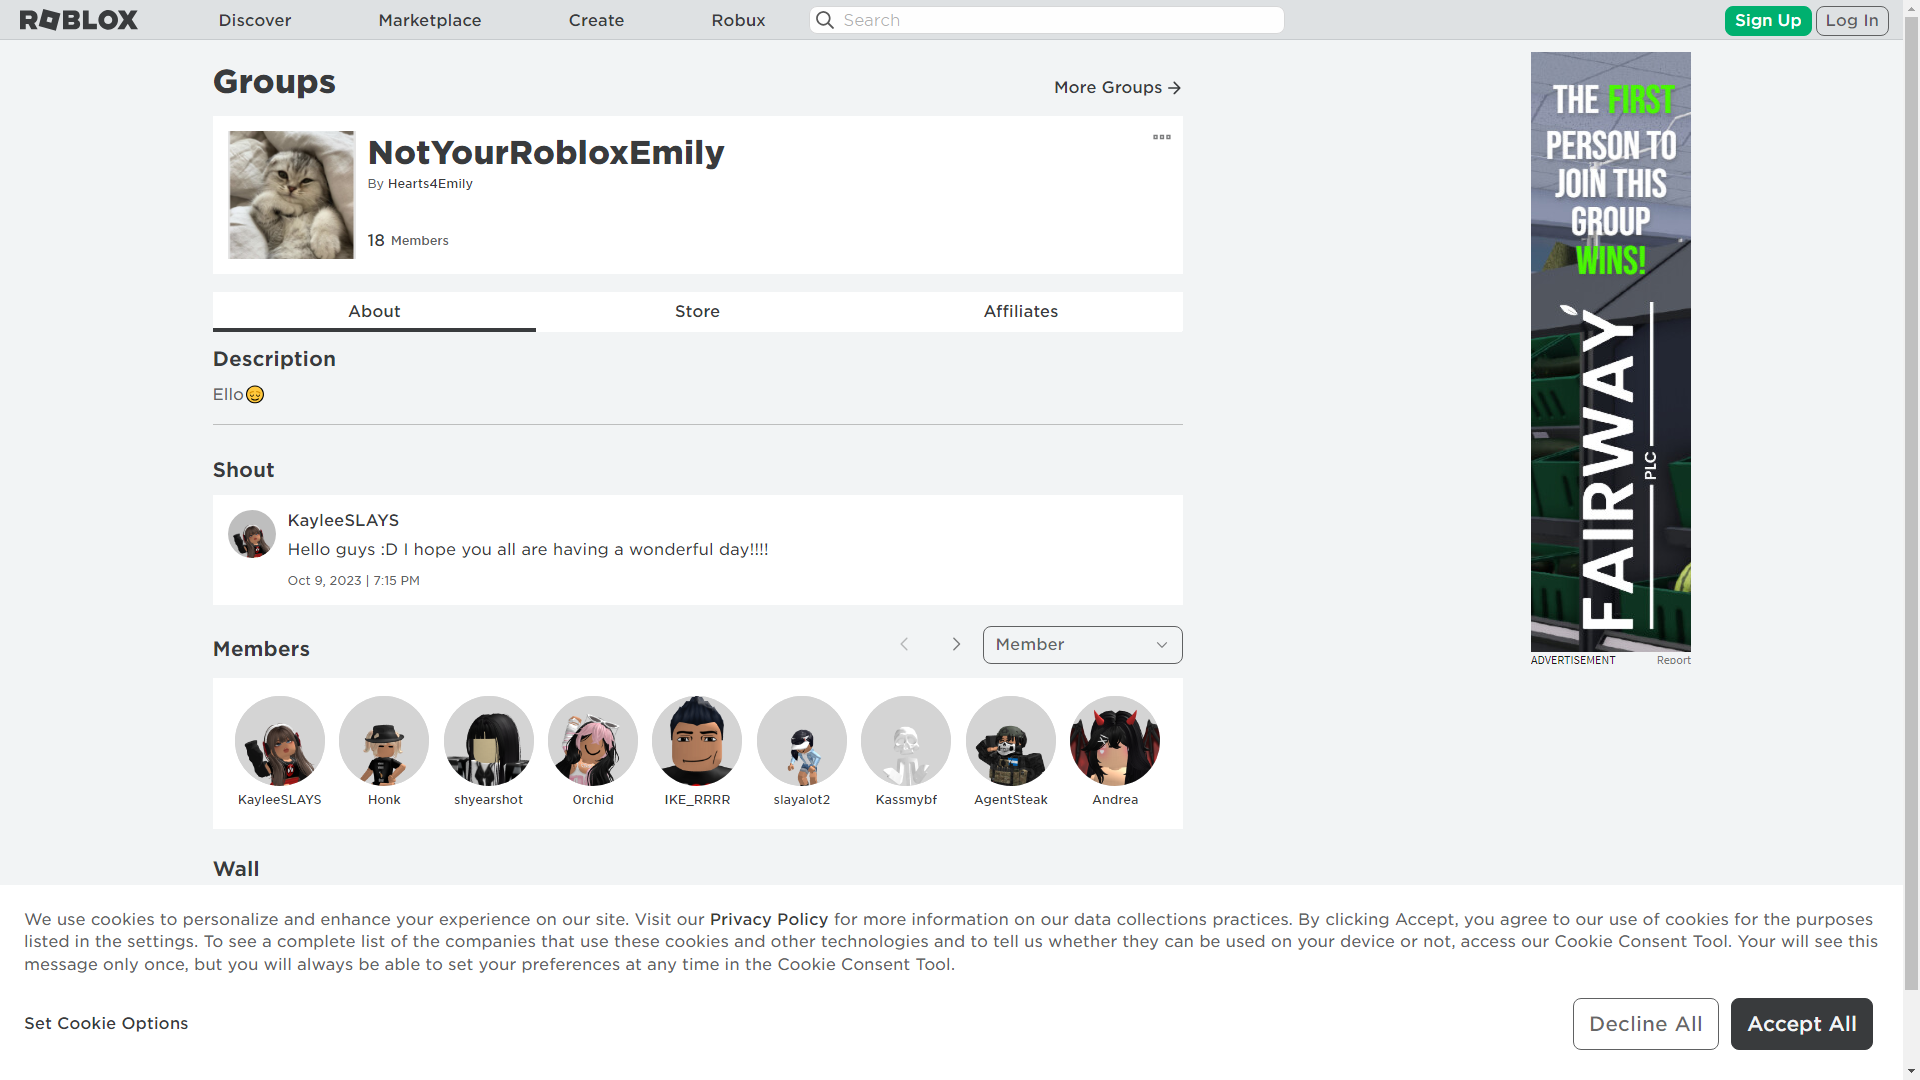 ROBLOX
Discover
Marketplace
Create
Robux
Search
Sign Up
Log In
Groups
More Groups
NotYourRobloxEmily
By Hearts4Emily
18 Members
About
Store
Affiliates
Description
Ello😌
Shout
KayleeSLAYS
Hello guys :D I hope you all are having a wonderful day!!!!
Oct 9, 2023 | 7:15 PM
Members
Member
KayleeSLAYS
Honk
shyearshot
0rchid
IKE_RRRR
slayalot2
Kassmybf
AgentSteak
Andrea
Wall
THE FIRST
PERSON TO
JOIN THIS
GROUP
WINS!
FAIRWAY
PLC
ADVERTISEMENT
Report
We use cookies to personalize and enhance your experience on our site. Visit our Privacy Policy for more information on our data collections practices. By clicking Accept, you agree to our use of cookies for the purposes
listed in the settings. To see a complete list of the companies that use these cookies and other technologies and to tell us whether they can be used on your device or not, access our Cookie Consent Tool. Your will see this
message only once, but you will always be able to set your preferences at any time in the Cookie Consent Tool.
Set Cookie Options
Decline All
Accept All